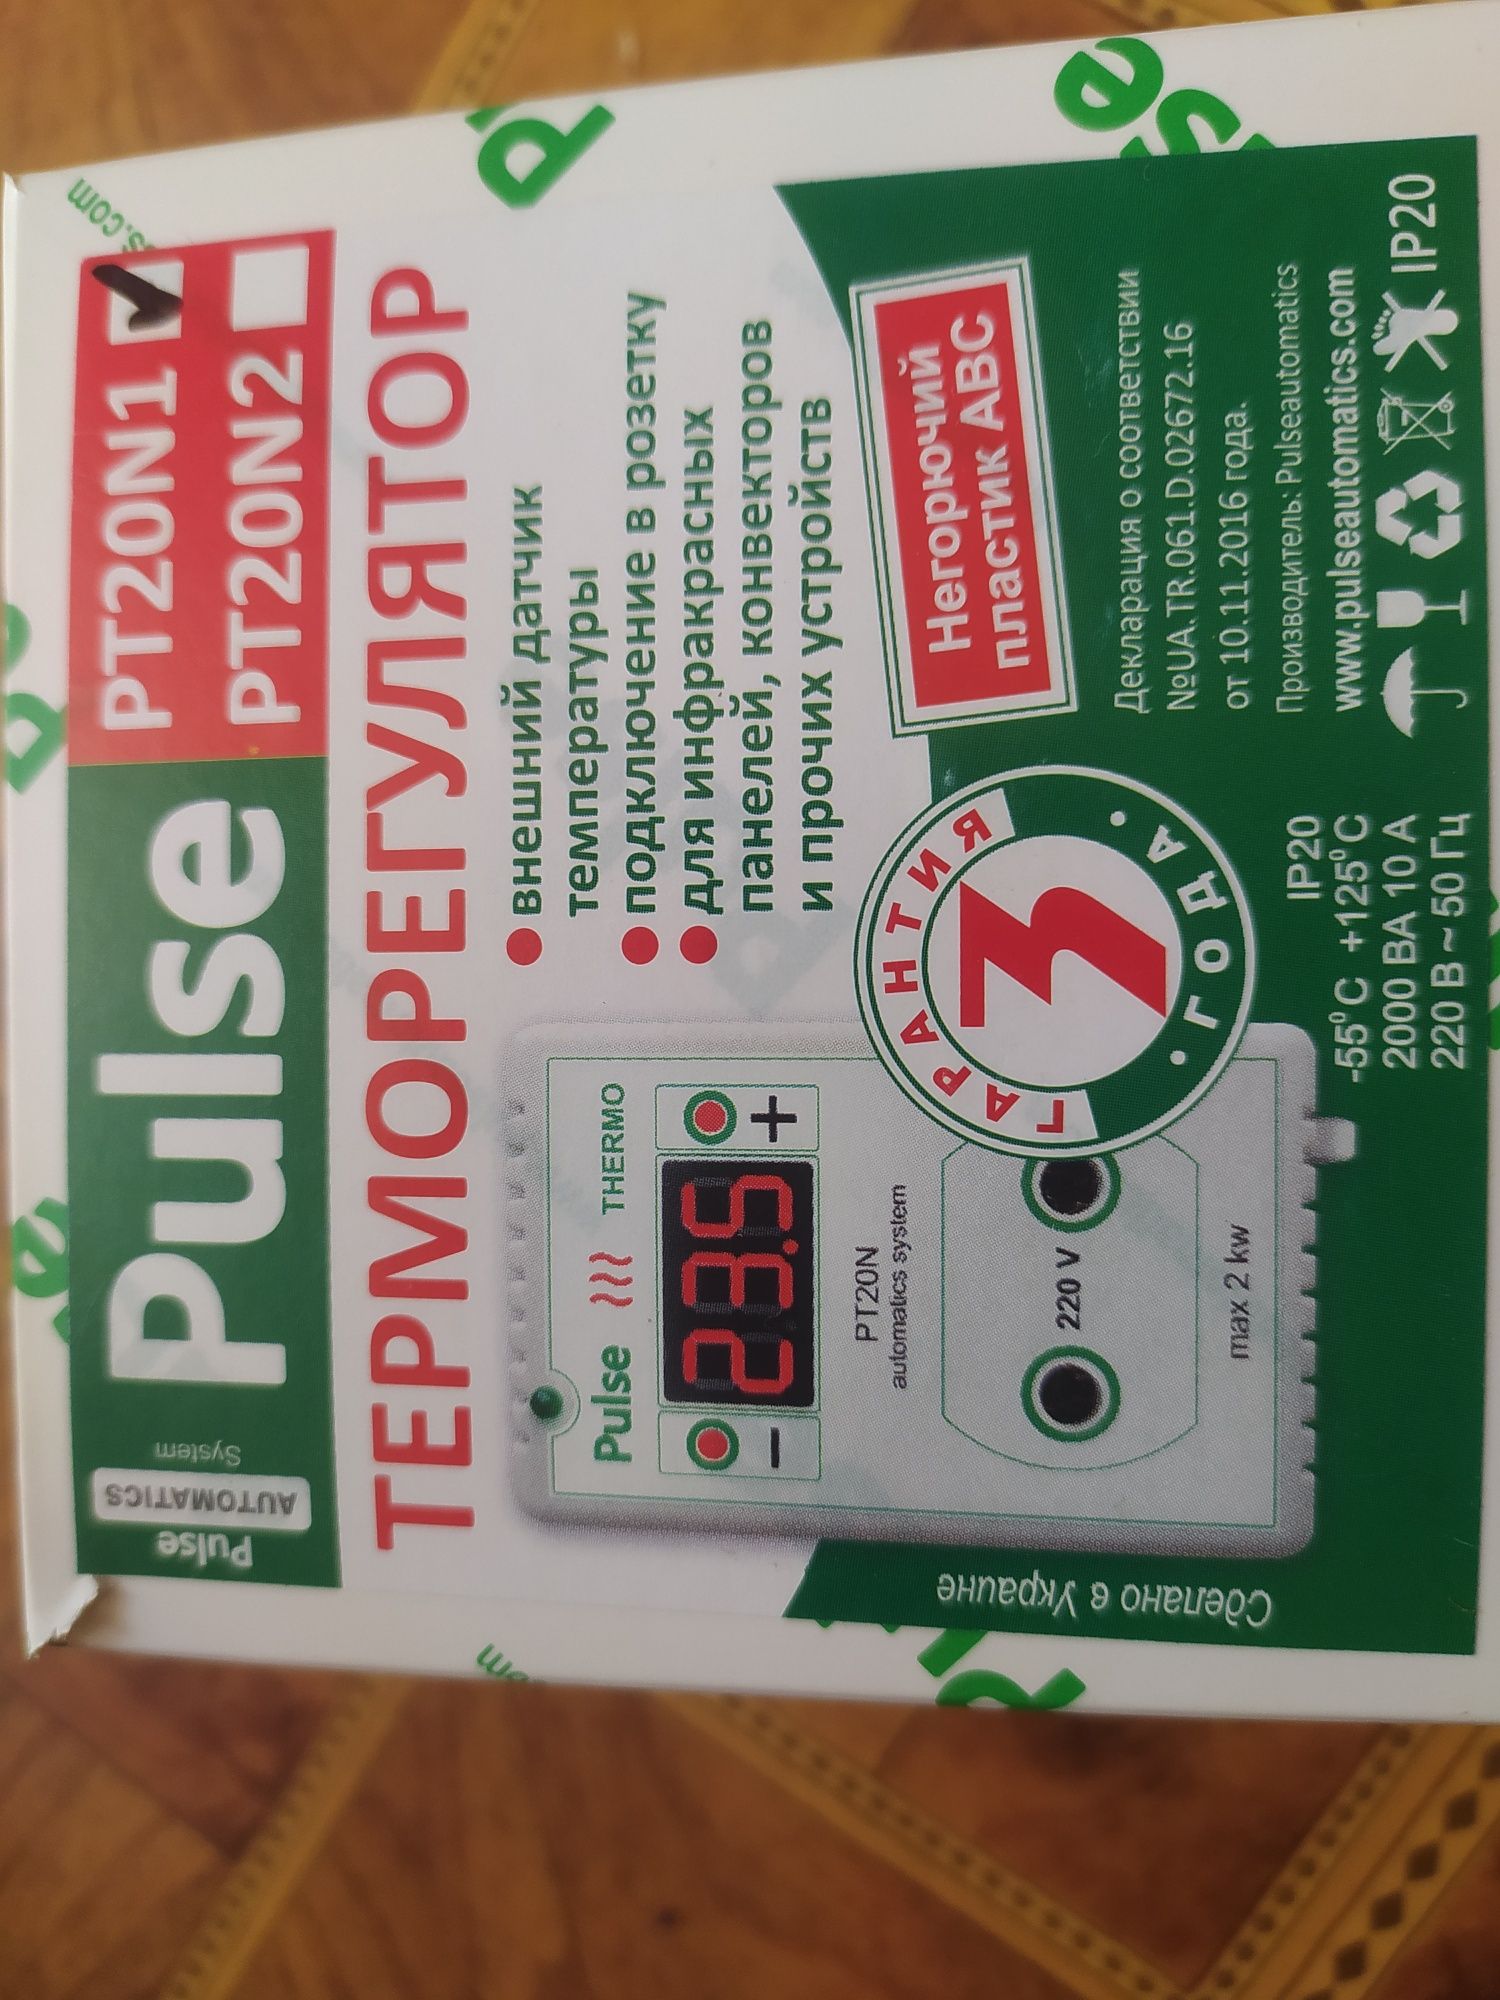 Pulse
AUTOMATICS
System
Pulse
PT20N1
PT20N2
ТЕРМОРЕГУЛЯТОР
• внешний датчик
температуры
• подключение в розетку
• для инфракрасных
панелей, конвекторов
и прочих устройств
Pulse THERMO
23.5
− +
PT20N
automatics system
220 V
max 2 kw
ГАРАНТИЯ
3
• ГОДА •
Негорючий
пластик АВС
Декларация о соответствии
№UA.TR.061.D.02672.16
от 10.11.2016 года.
Производитель: Pulseautomatics
www.pulseautomatics.com
IP20
IP20
-55°C +125°C
2000 ВА 10 А
220 В ~ 50 Гц
Сделано в Украине
s.com